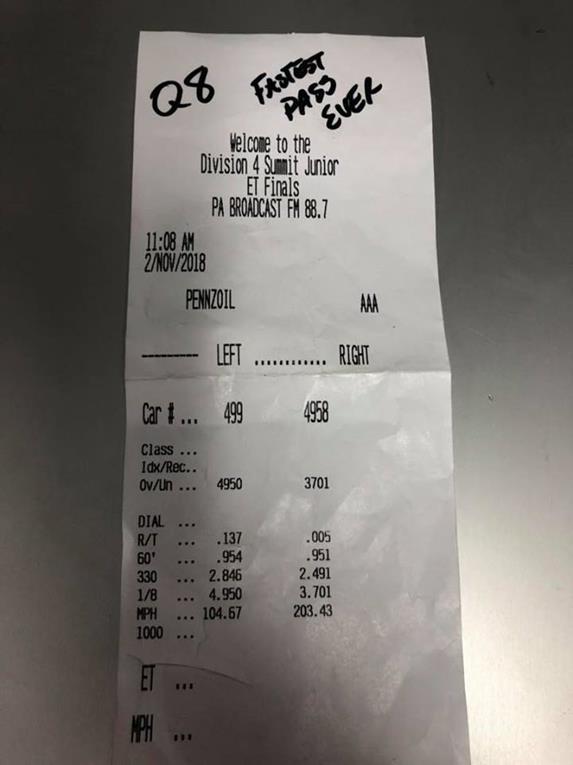 Q8 FASTEST
PASS
EVER
Welcome to the
Division 4 Summit Junior
ET Finals
PA BROADCAST FM 88.7
11:08 AM
2/NOV/2018
PENNZOIL AAA
--------- LEFT ............ RIGHT
Car # ... 499 4958
Class ...
Idx/Rec..
Ov/Un ... 4950 3701
DIAL ...
R/T ... .137 .005
60' ... .954 .951
330 ... 2.846 2.491
1/8 ... 4.950 3.701
MPH ... 104.67 203.43
1000 ...
ET ...
MPH ...